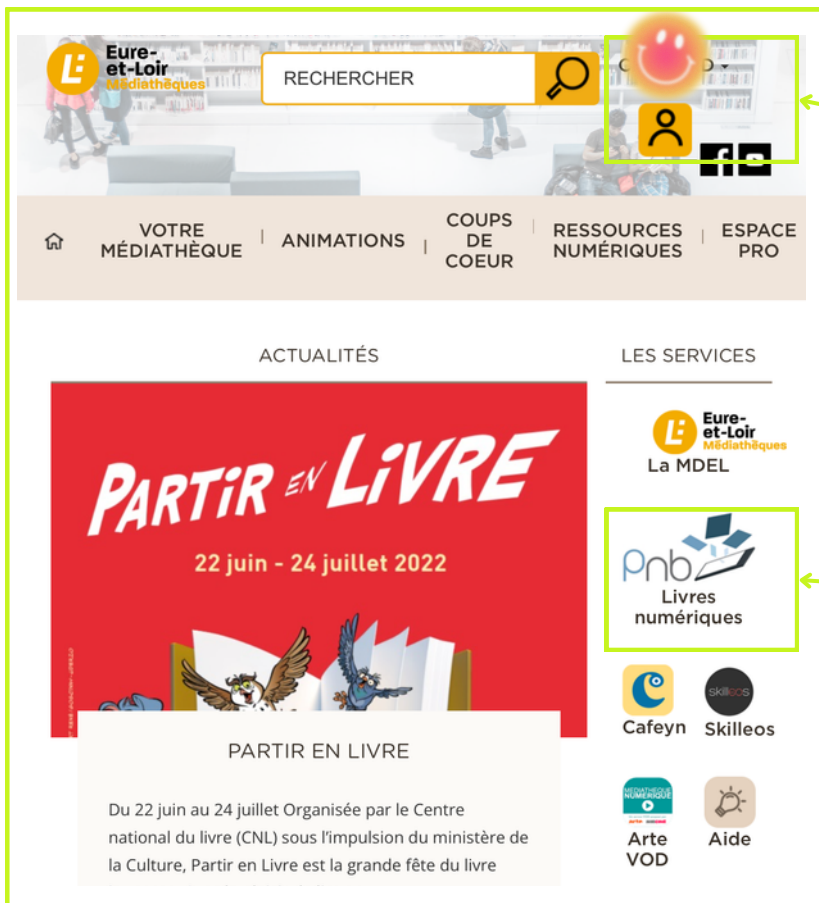 Eure-
et-Loir
Médiathèques
RECHERCHER
VOTRE
MÉDIATHÈQUE
ANIMATIONS
COUPS
DE
COEUR
RESSOURCES
NUMÉRIQUES
ESPACE
PRO
ACTUALITÉS
PARTiR EN LiVRE
22 juin - 24 juillet 2022
PARTIR EN LIVRE
Du 22 juin au 24 juillet Organisée par le Centre
national du livre (CNL) sous l'impulsion du ministère de
la Culture, Partir en Livre est la grande fête du livre
LES SERVICES
Eure-
et-Loir
Médiathèques
La MDEL
pnb
Livres
numériques
Cafeyn
skilleos
Skilleos
MEDIATHEQUE
NUMERIQUE
arte
Arte
VOD
Aide